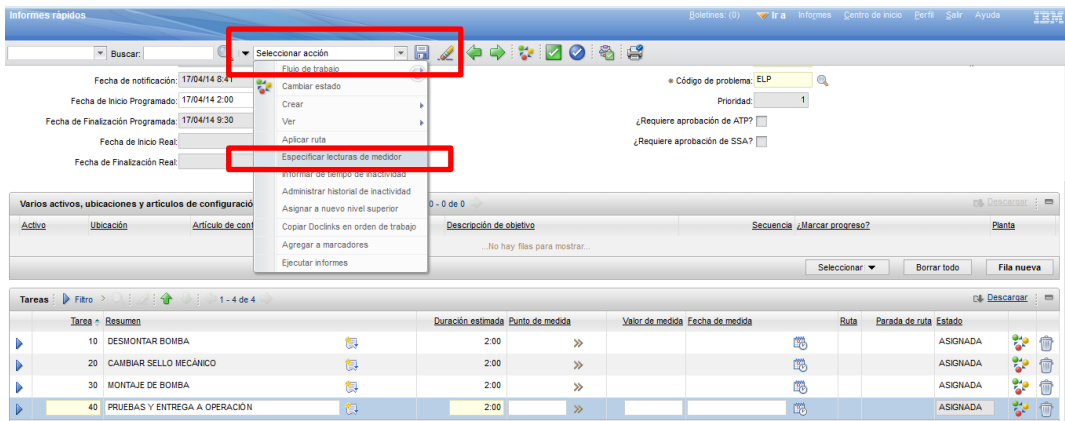 Informes rápidos Boletines: (0) Ir a Informes Centro de inicio Perfil Salir Ayuda IBM
Buscar: Seleccionar acción
Flujo de trabajo
Fecha de notificación: 17/04/14 8:41 Cambiar estado Código de problema: ELP
Fecha de Inicio Programado: 17/04/14 2:00 Crear Prioridad: 1
Fecha de Finalización Programada: 17/04/14 9:30 Ver ¿Requiere aprobación de ATP?
Fecha de Inicio Real: Aplicar ruta ¿Requiere aprobación de SSA?
Fecha de Finalización Real: Especificar lecturas de medidor
Informar de tiempo de inactividad
Administrar historial de inactividad
Varios activos, ubicaciones y artículos de configuració 0 - 0 de 0 Descargar
Asignar a nuevo nivel superior
Activo Ubicación Artículo de conf Copiar Doclinks en orden de trabajo Descripción de objetivo Secuencia ¿Marcar progreso? Planta
Agregar a marcadores ...No hay filas para mostrar...
Ejecutar informes Seleccionar Borrar todo Fila nueva
Tareas Filtro 1 - 4 de 4 Descargar
Tarea Resumen Duración estimada Punto de medida Valor de medida Fecha de medida Ruta Parada de ruta Estado
10 DESMONTAR BOMBA 2:00 ASIGNADA
20 CAMBIAR SELLO MECÁNICO 2:00 ASIGNADA
30 MONTAJE DE BOMBA 2:00 ASIGNADA
40 PRUEBAS Y ENTREGA A OPERACIÓN 2:00 ASIGNADA